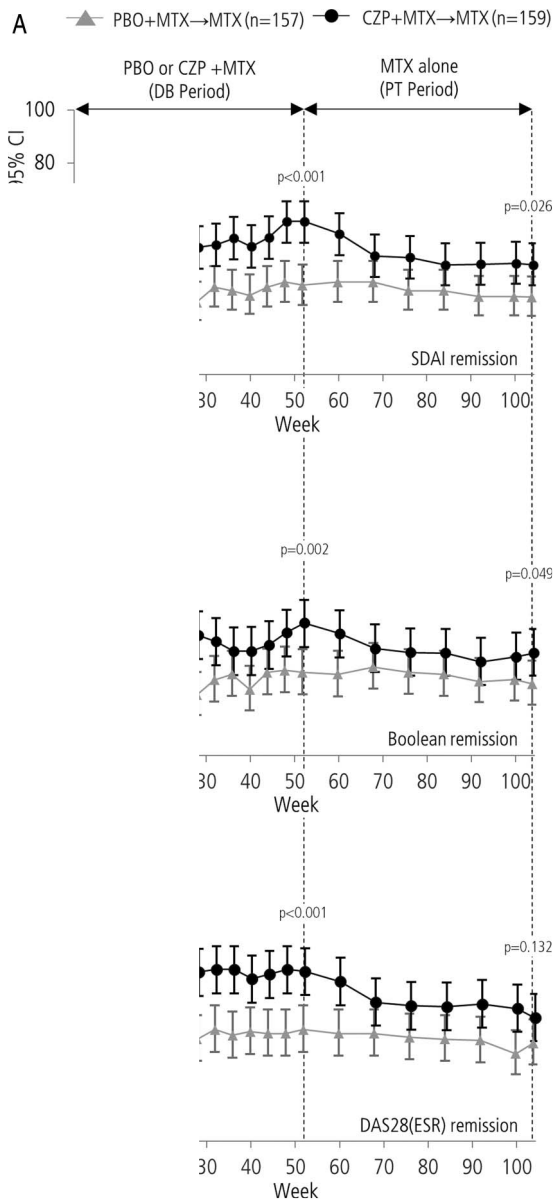 A
PBO+MTX→MTX (n=157) CZP+MTX→MTX (n=159)
PBO or CZP +MTX MTX alone
(DB Period) (PT Period)
100
80
p<0.001
p=0.026
SDAI remission
40 50 60 70 80 90 100
Week
p=0.002
p=0.049
Boolean remission
40 50 60 70 80 90 100
Week
p<0.001
p=0.132
DAS28(ESR) remission
40 50 60 70 80 90 100
Week